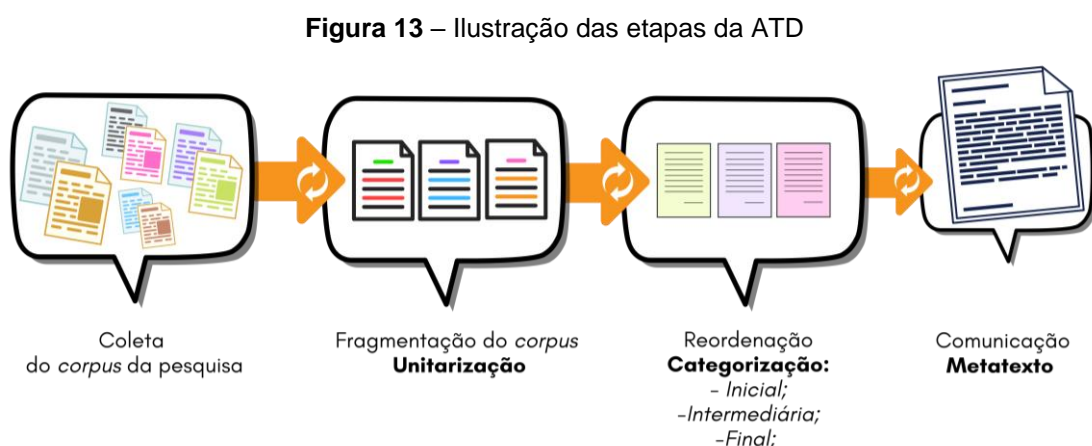 Figura 13 – Ilustração das etapas da ATD
Coleta
do corpus da pesquisa
Fragmentação do corpus
Unitarização
Reordenação
Categorização:
- Inicial;
-Intermediária;
-Final;
Comunicação
Metatexto